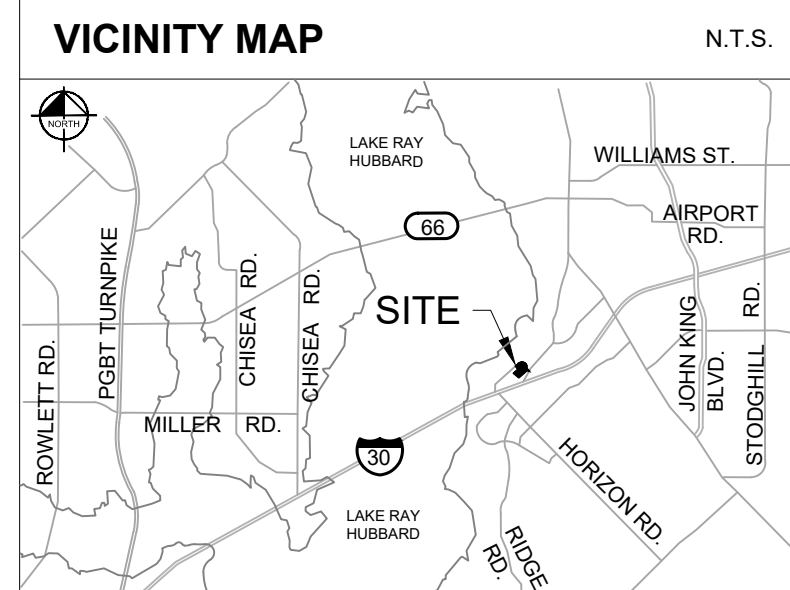 VICINITY MAP
N.T.S.
NORTH
LAKE RAY
HUBBARD
WILLIAMS ST.
66
AIRPORT
RD.
PGBT TURNPIKE
CHISEA RD.
CHISEA RD.
SITE
ROWLETT RD.
JOHN KING
BLVD.
STODGHILL RD.
MILLER RD.
30
HORIZON RD.
LAKE RAY
HUBBARD
RIDGE
RD.